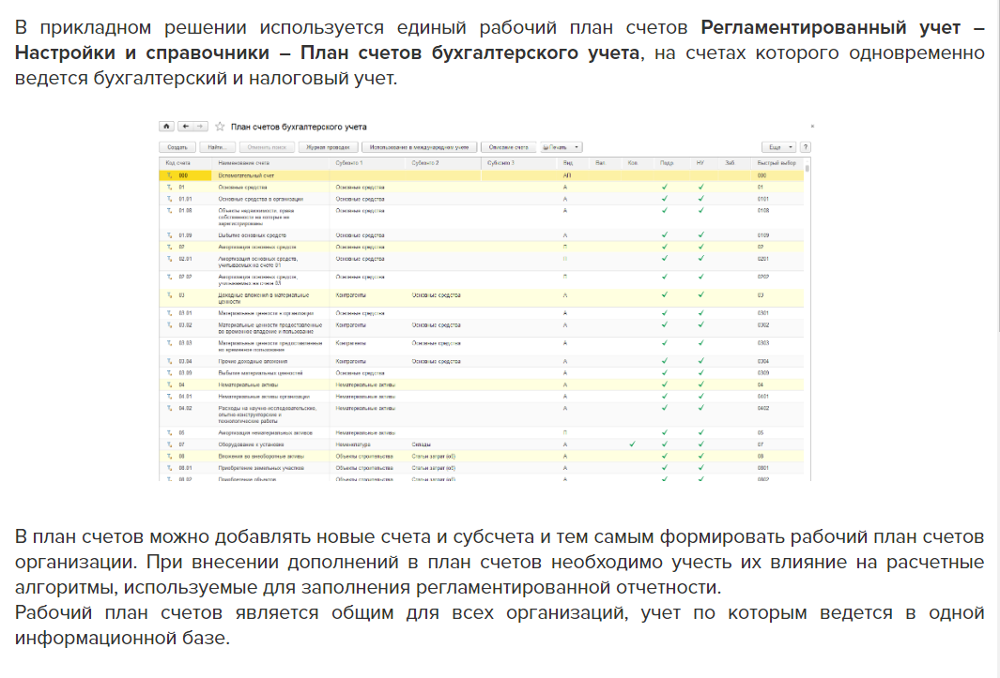 В прикладном решении используется единый рабочий план счетов Регламентированный учет –
Настройки и справочники – План счетов бухгалтерского учета, на счетах которого одновременно
ведется бухгалтерский и налоговый учет.
План счетов бухгалтерского учета
Создать Найти... Отменить поиск Журнал проводок Использование в международном учете Описание счета Печать Еще ?
Код счета Наименование счета Субконто 1 Субконто 2 Субконто 3 Вид Вал. Кол. Подр. НУ Заб. Быстрый выбор
000 Вспомогательный счет АП 000
01 Основные средства Основные средства А 01
01.01 Основные средства в организации Основные средства А 0101
01.08 Объекты недвижимости, права Основные средства А 0108
собственности на которые не
зарегистрированы
01.09 Выбытие основных средств Основные средства А 0109
02 Амортизация основных средств Основные средства П 02
02.01 Амортизация основных средств, Основные средства П 0201
учитываемых на счете 01
02.02 Амортизация основных средств, Основные средства П 0202
учитываемых на счете 03
03 Доходные вложения в материальные Контрагенты Основные средства А 03
ценности
03.01 Материальные ценности в организации Основные средства А 0301
03.02 Материальные ценности предоставленные Контрагенты Основные средства А 0302
во временное владение и пользование
03.03 Материальные ценности предоставленные Контрагенты Основные средства А 0303
во временное пользование
03.04 Прочие доходные вложения Контрагенты Основные средства А 0304
03.09 Выбытие материальных ценностей Основные средства А 0309
04 Нематериальные активы Нематериальные активы А 04
04.01 Нематериальные активы организации Нематериальные активы А 0401
04.02 Расходы на научно-исследовательские, Нематериальные активы А 0402
опытно-конструкторские и
технологические работы
05 Амортизация нематериальных активов Нематериальные активы П 05
07 Оборудование к установке Номенклатура Склады А 07
08 Вложения во внеоборотные активы Объекты строительства Статьи затрат (об) А 08
08.01 Приобретение земельных участков Объекты строительства Статьи затрат (об) А 0801
08.02 Приобретение объектов Объекты строительства Статьи затрат (об) А 0802
В план счетов можно добавлять новые счета и субсчета и тем самым формировать рабочий план счетов
организации. При внесении дополнений в план счетов необходимо учесть их влияние на расчетные
алгоритмы, используемые для заполнения регламентированной отчетности.
Рабочий план счетов является общим для всех организаций, учет по которым ведется в одной
информационной базе.